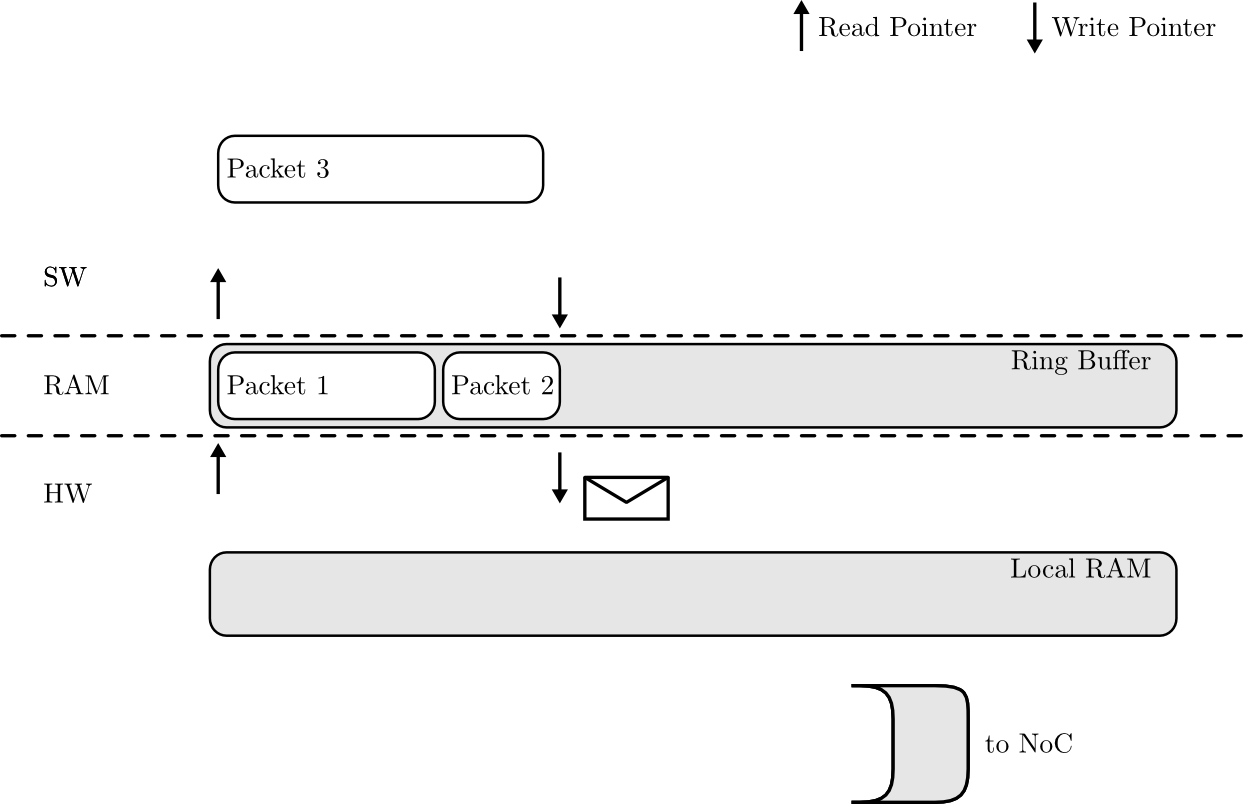 Read Pointer
Write Pointer
Packet 3
SW
Ring Buffer
RAM
Packet 1
Packet 2
HW
Local RAM
to NoC